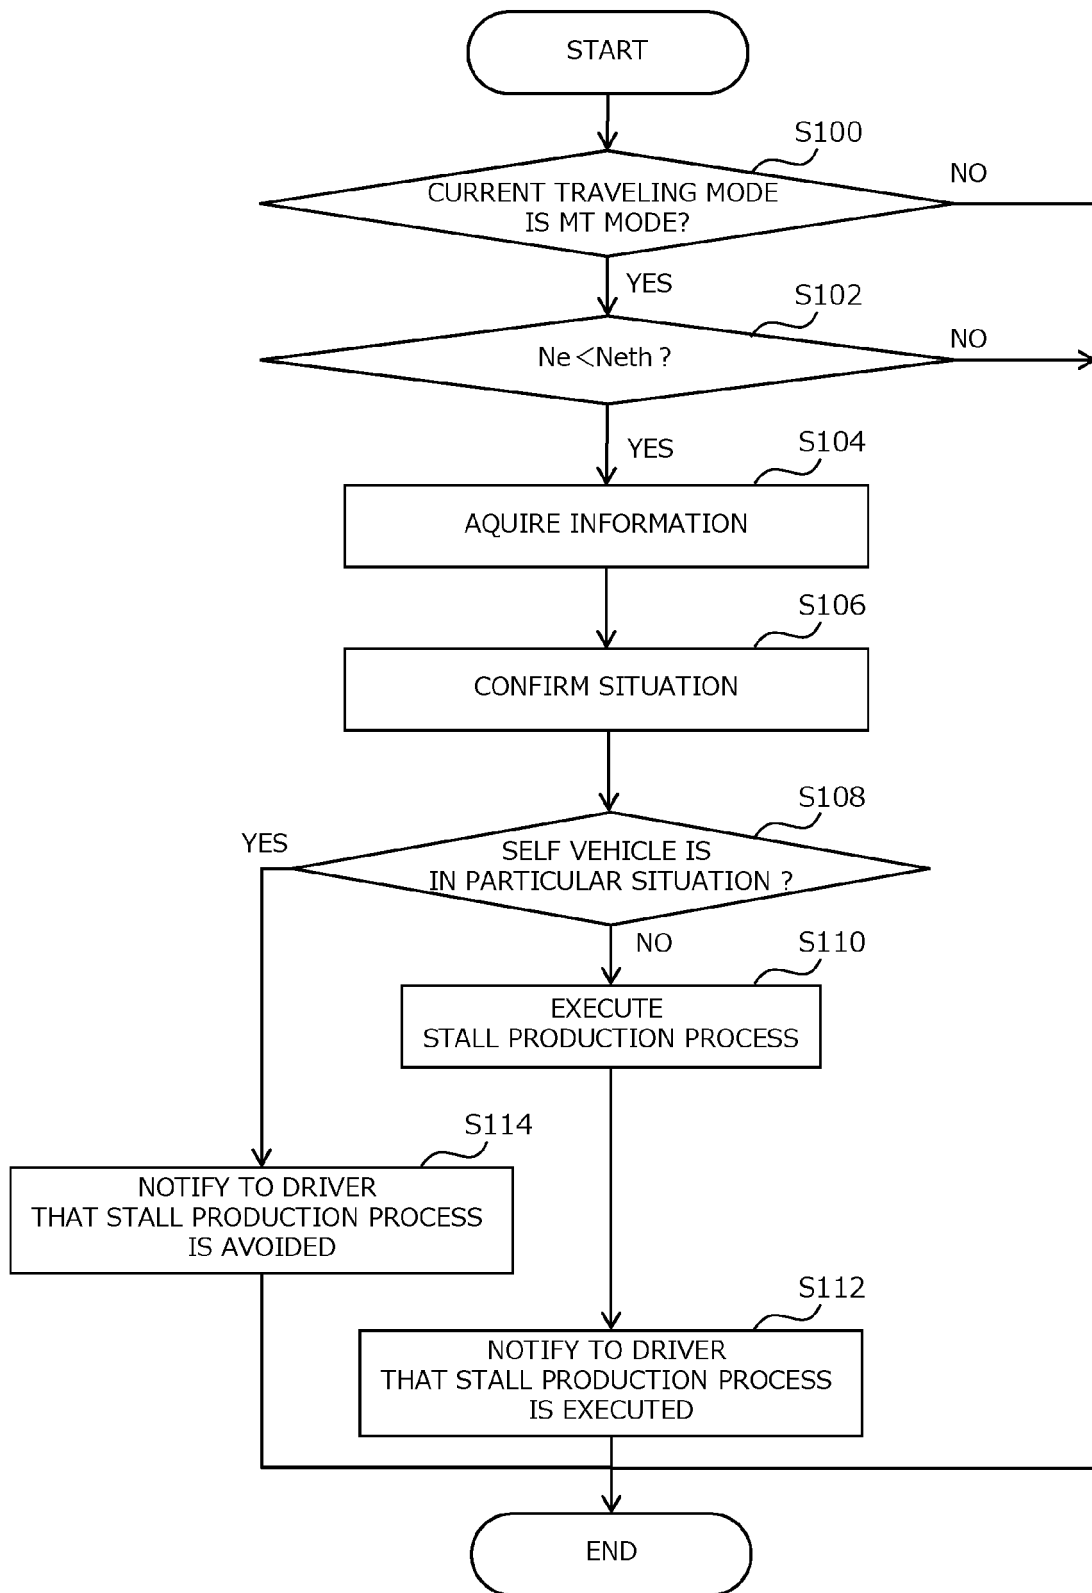 START
S100
CURRENT TRAVELING MODE
IS MT MODE?
NO
YES
S102
Ne<Neth ?
NO
YES
S104
AQUIRE INFORMATION
S106
CONFIRM SITUATION
S108
YES
SELF VEHICLE IS
IN PARTICULAR SITUATION ?
NO
S110
EXECUTE
STALL PRODUCTION PROCESS
S114
NOTIFY TO DRIVER
THAT STALL PRODUCTION PROCESS
IS AVOIDED
S112
NOTIFY TO DRIVER
THAT STALL PRODUCTION PROCESS
IS EXECUTED
END